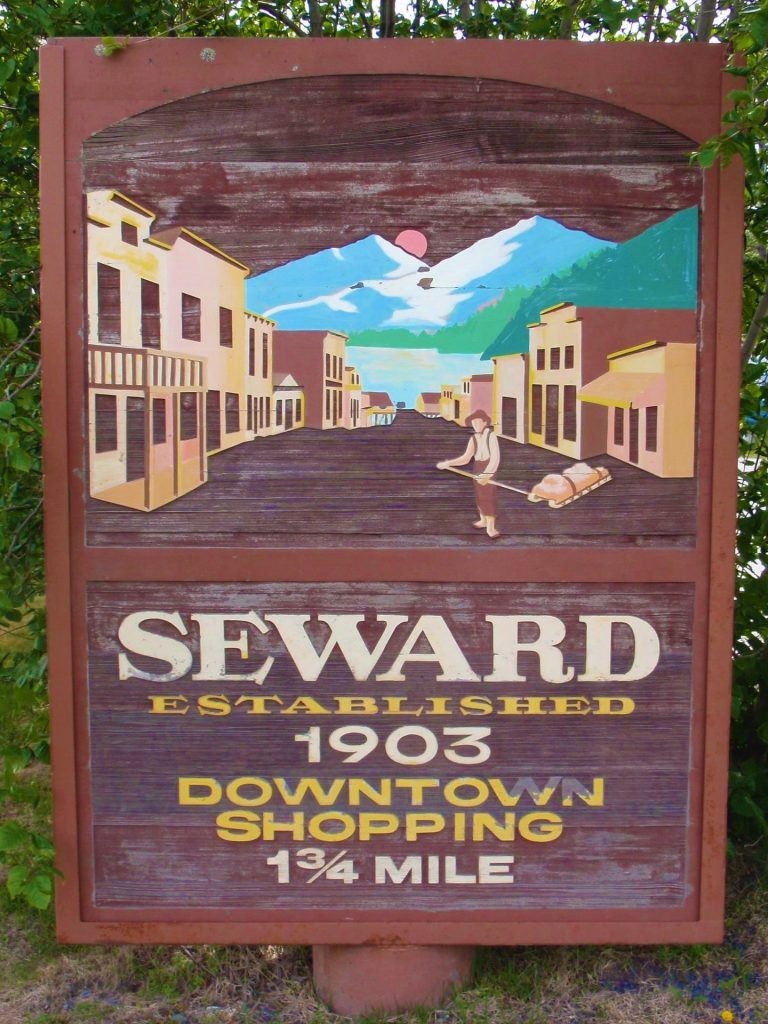 SEWARD
ESTABLISHED
1903
DOWNTOWN
SHOPPING
1¾ MILE